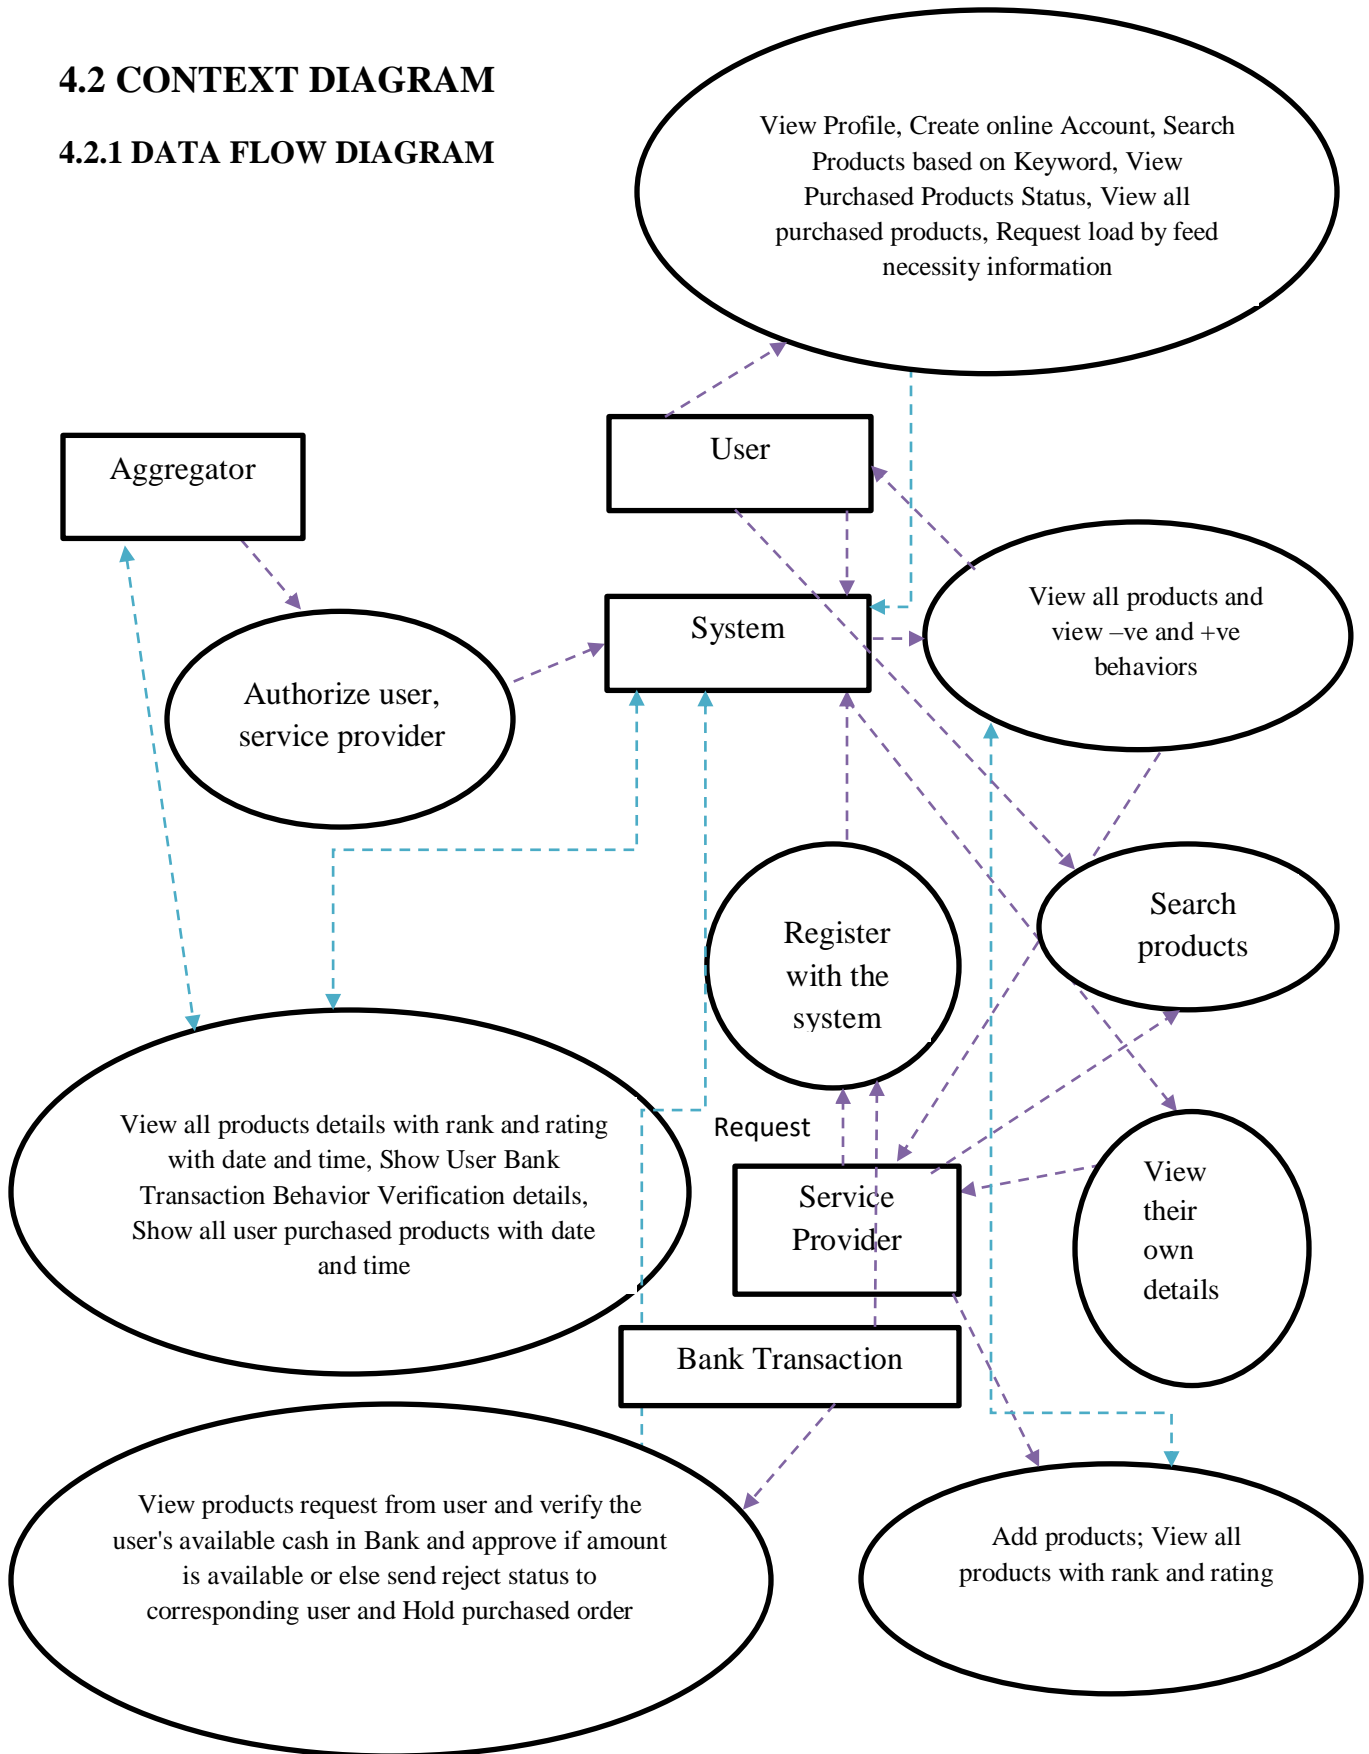 4.2 CONTEXT DIAGRAM
4.2.1 DATA FLOW DIAGRAM
View Profile, Create online Account, Search
Products based on Keyword, View
Purchased Products Status, View all
purchased products, Request load by feed
necessity information
User
Aggregator
View all products and
view –ve and +ve
behaviors
System
Authorize user,
service provider
Search
products
Register
with the
system
View all products details with rank and rating
with date and time, Show User Bank
Transaction Behavior Verification details,
Show all user purchased products with date
and time
Request
Service
Provider
View
their
own
details
Bank Transaction
View products request from user and verify the
user's available cash in Bank and approve if amount
is available or else send reject status to
corresponding user and Hold purchased order
Add products; View all
products with rank and rating